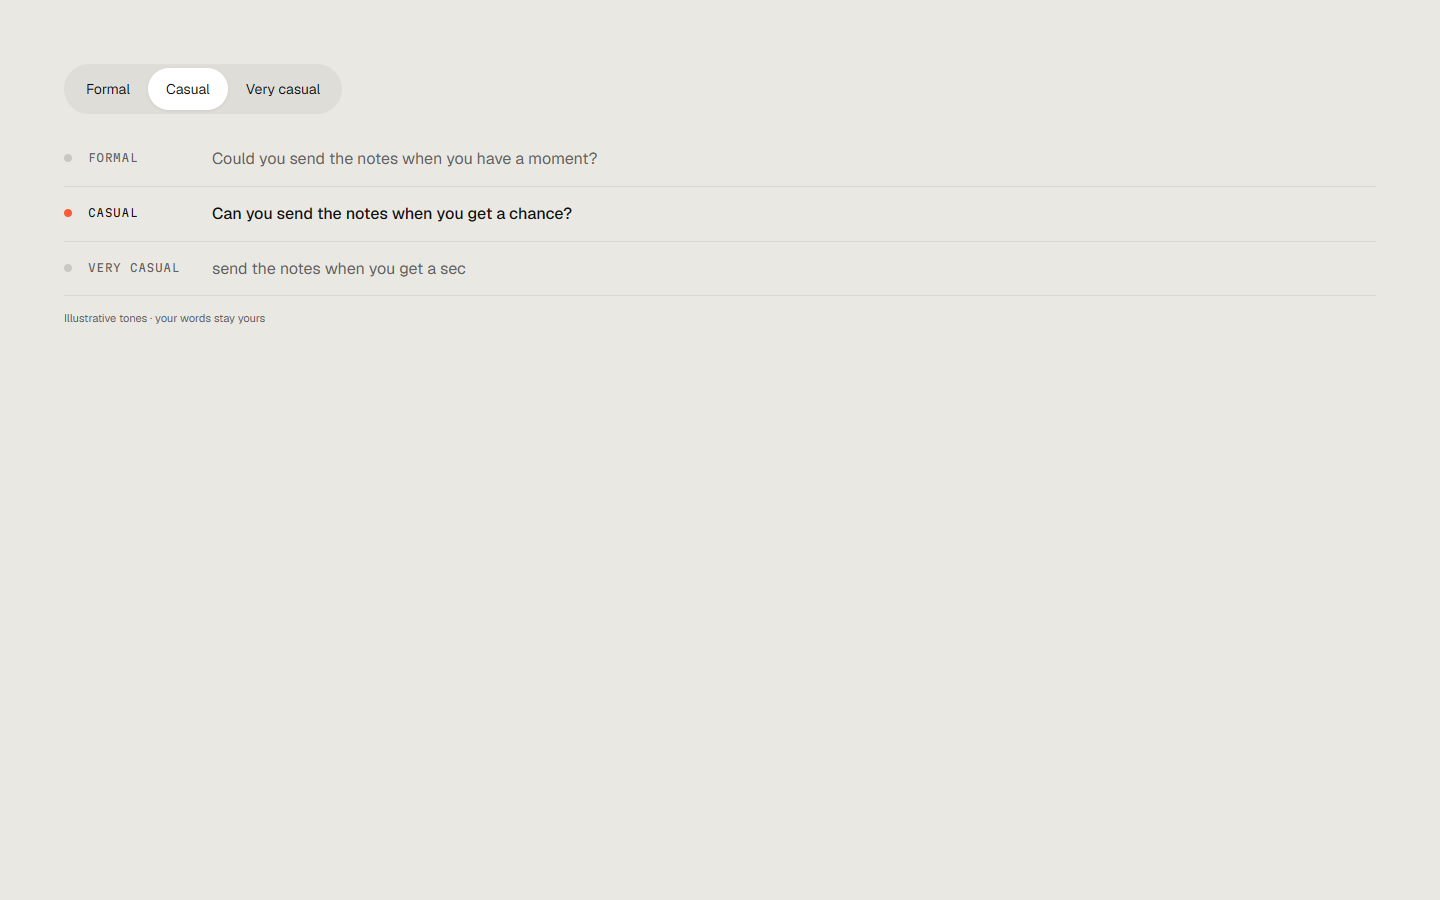 Formal Casual Very casual
FORMAL Could you send the notes when you have a moment?
CASUAL Can you send the notes when you get a chance?
VERY CASUAL send the notes when you get a sec
Illustrative tones · your words stay yours